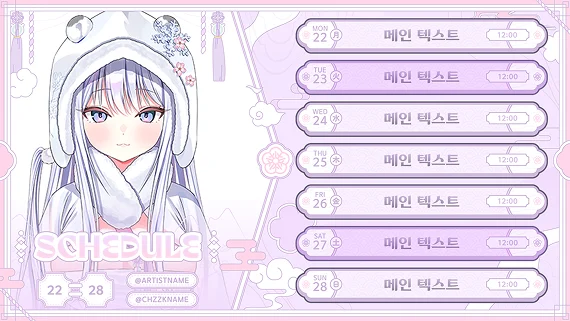 SCHEDULE
22 28
@ARTISTNAME
@CHZZKNAME
MON 22 月 메인 텍스트 12:00
TUE 23 火 메인 텍스트 12:00
WED 24 水 메인 텍스트 12:00
THU 25 木 메인 텍스트 12:00
FRI 26 金 메인 텍스트 12:00
SAT 27 土 메인 텍스트 12:00
SUN 28 日 메인 텍스트 12:00